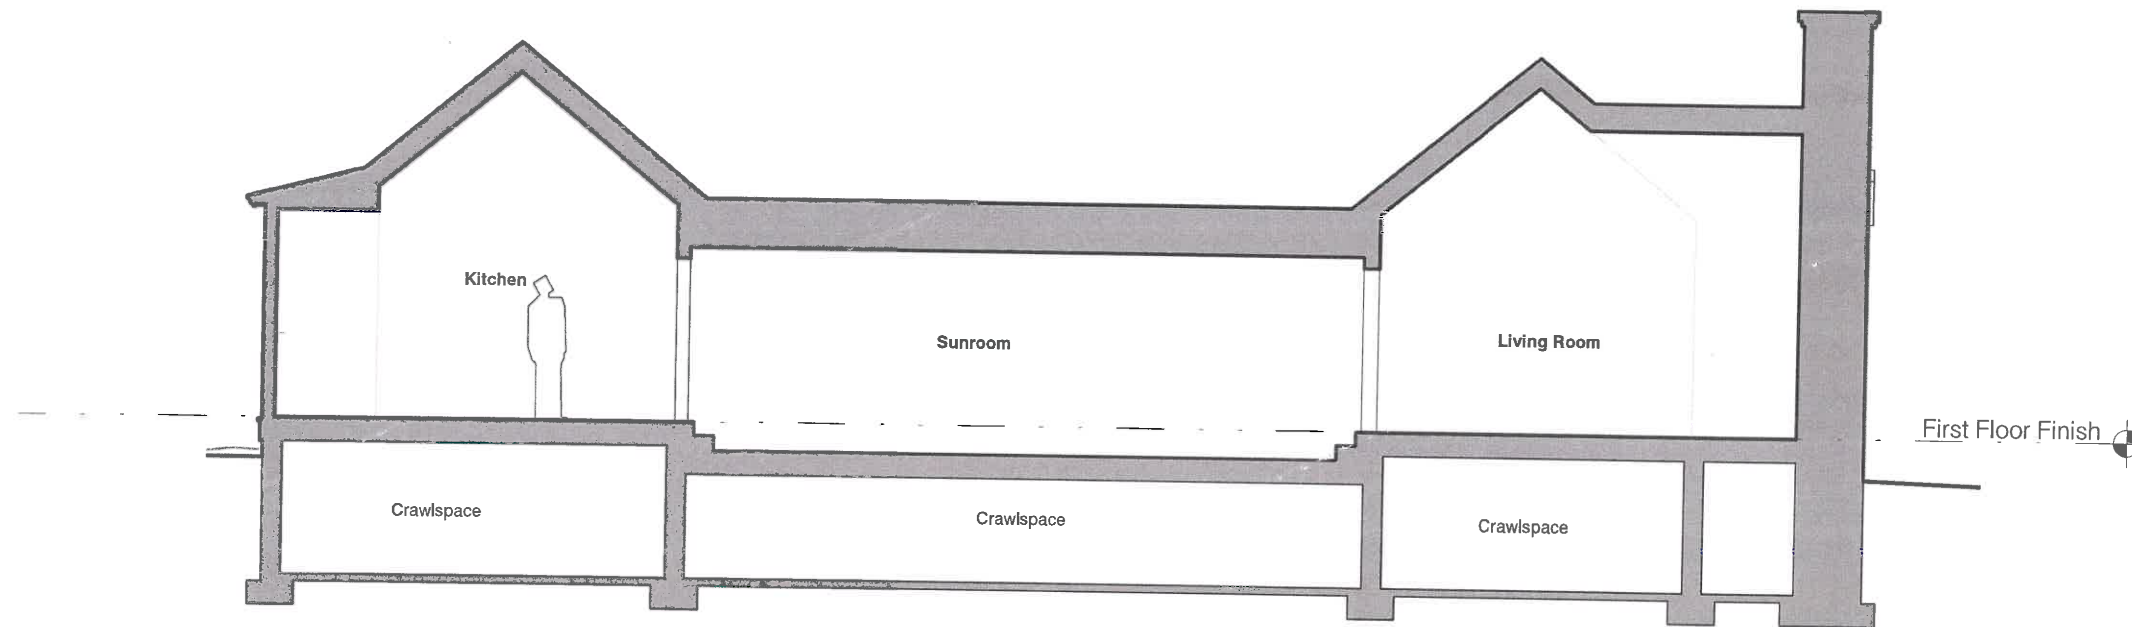 Kitchen
Sunroom
Living Room
First Floor Finish
Crawlspace
Crawlspace
Crawlspace